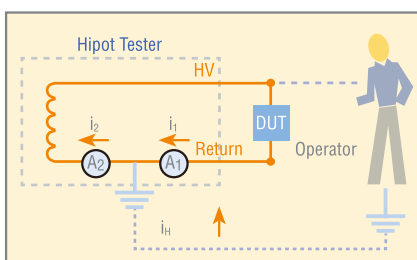 Hipot Tester
HV
i2
i1
DUT
A2
A1
Return
Operator
iH